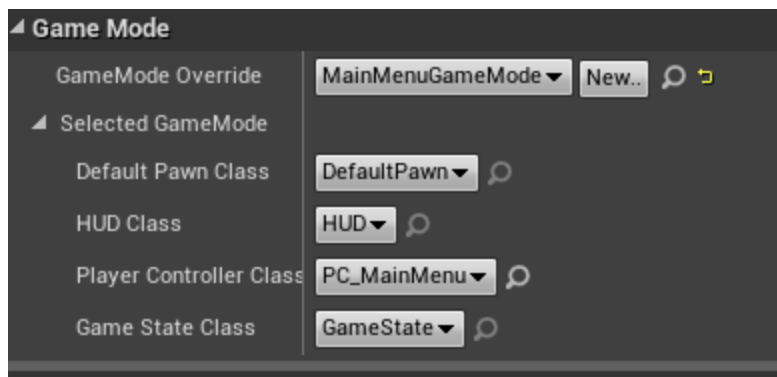 Game Mode
GameMode Override MainMenuGameMode New..
Selected GameMode
Default Pawn Class DefaultPawn
HUD Class HUD
Player Controller Class PC_MainMenu
Game State Class GameState